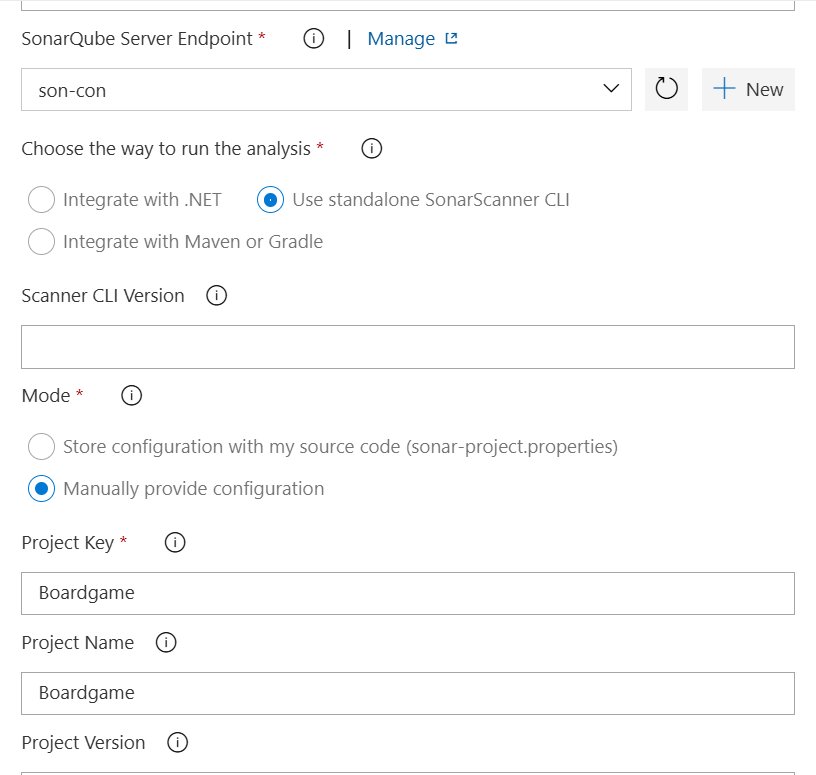 SonarQube Server Endpoint * | Manage
son-con
New
Choose the way to run the analysis *
Integrate with .NET Use standalone SonarScanner CLI
Integrate with Maven or Gradle
Scanner CLI Version
Mode *
Store configuration with my source code (sonar-project.properties)
Manually provide configuration
Project Key *
Boardgame
Project Name
Boardgame
Project Version